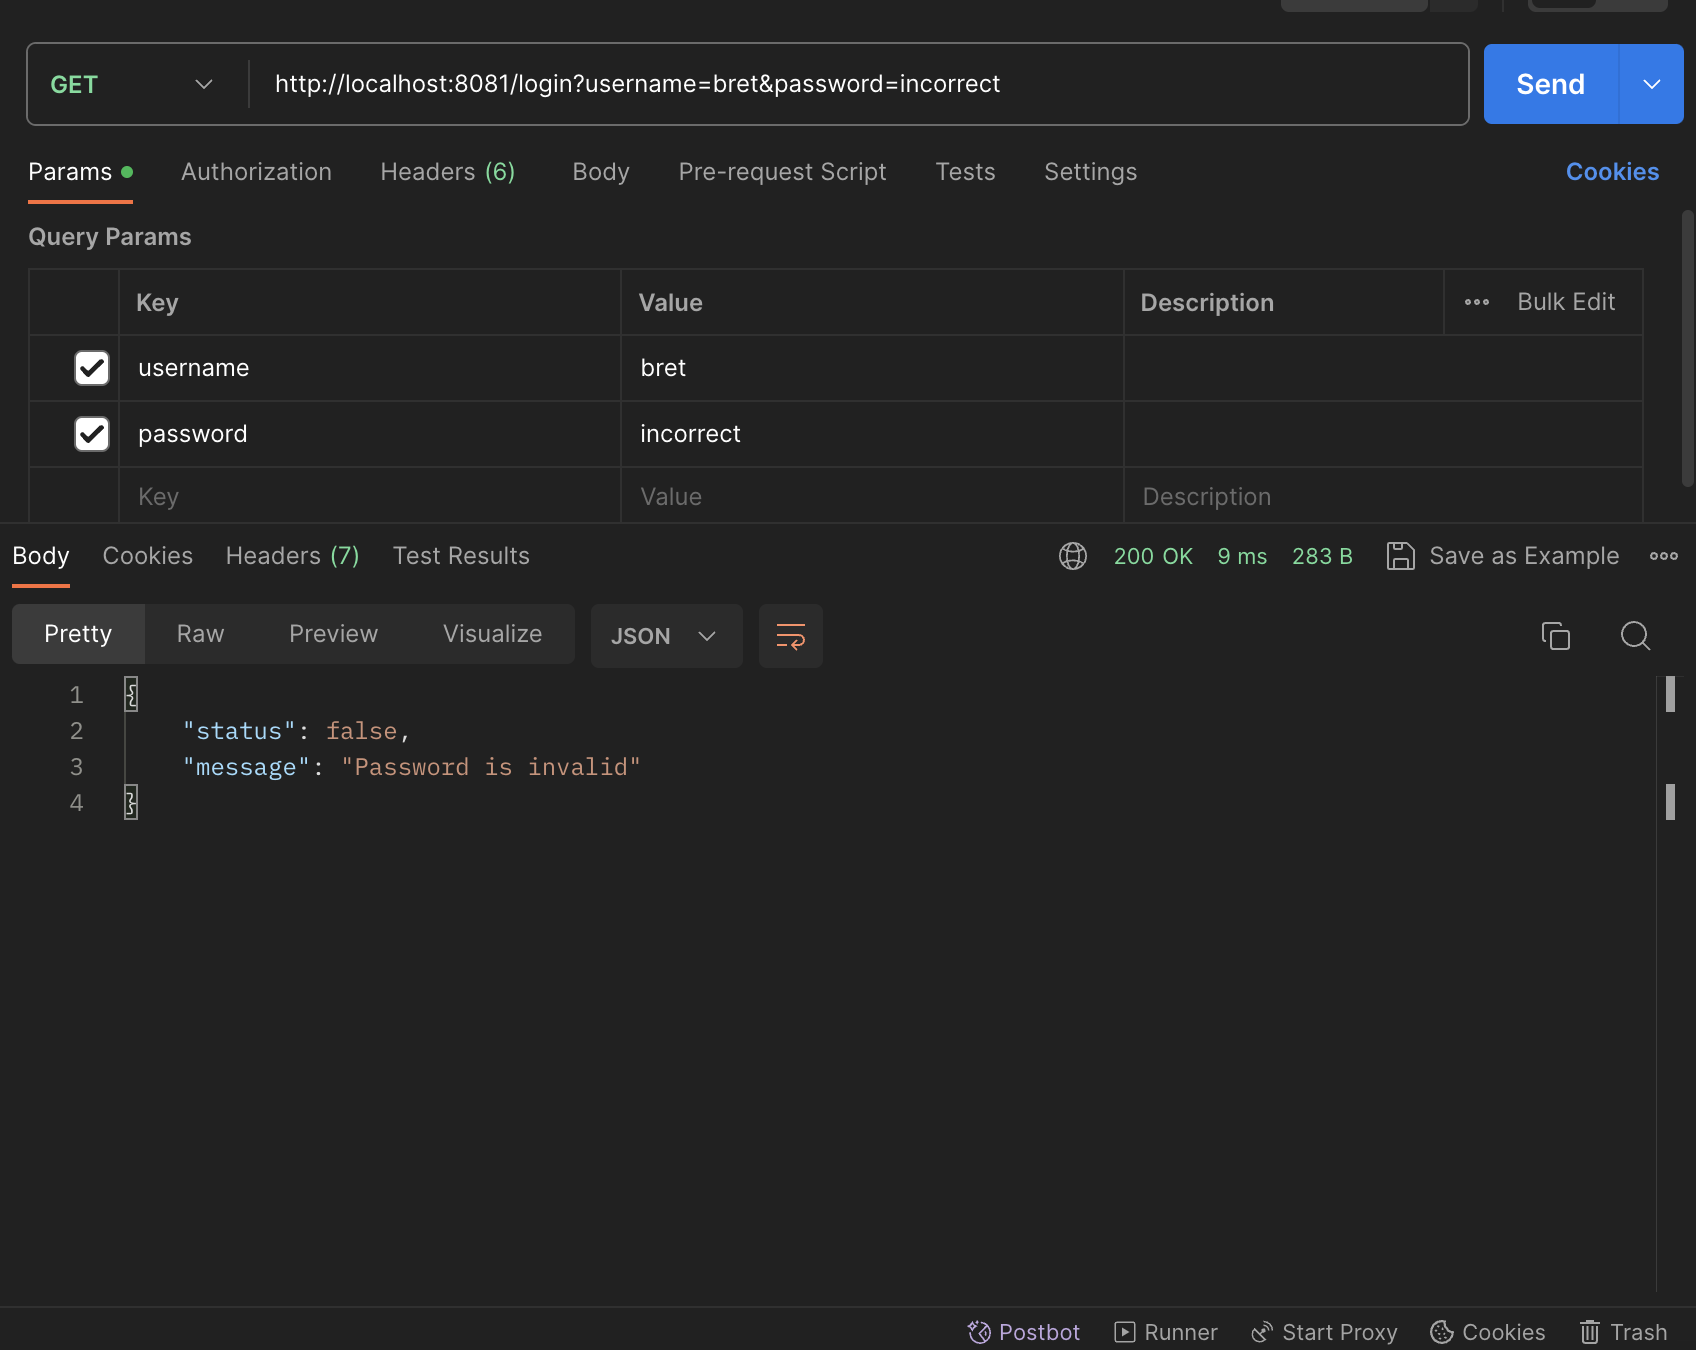 GET http://localhost:8081/login?username=bret&password=incorrect Send
Params Authorization Headers (6) Body Pre-request Script Tests Settings Cookies
Query Params
Key Value Description Bulk Edit
username bret
password incorrect
Key Value Description
Body Cookies Headers (7) Test Results 200 OK 9 ms 283 B Save as Example
Pretty Raw Preview Visualize JSON
1 {
2 "status": false,
3 "message": "Password is invalid"
4 }
Postbot Runner Start Proxy Cookies Trash